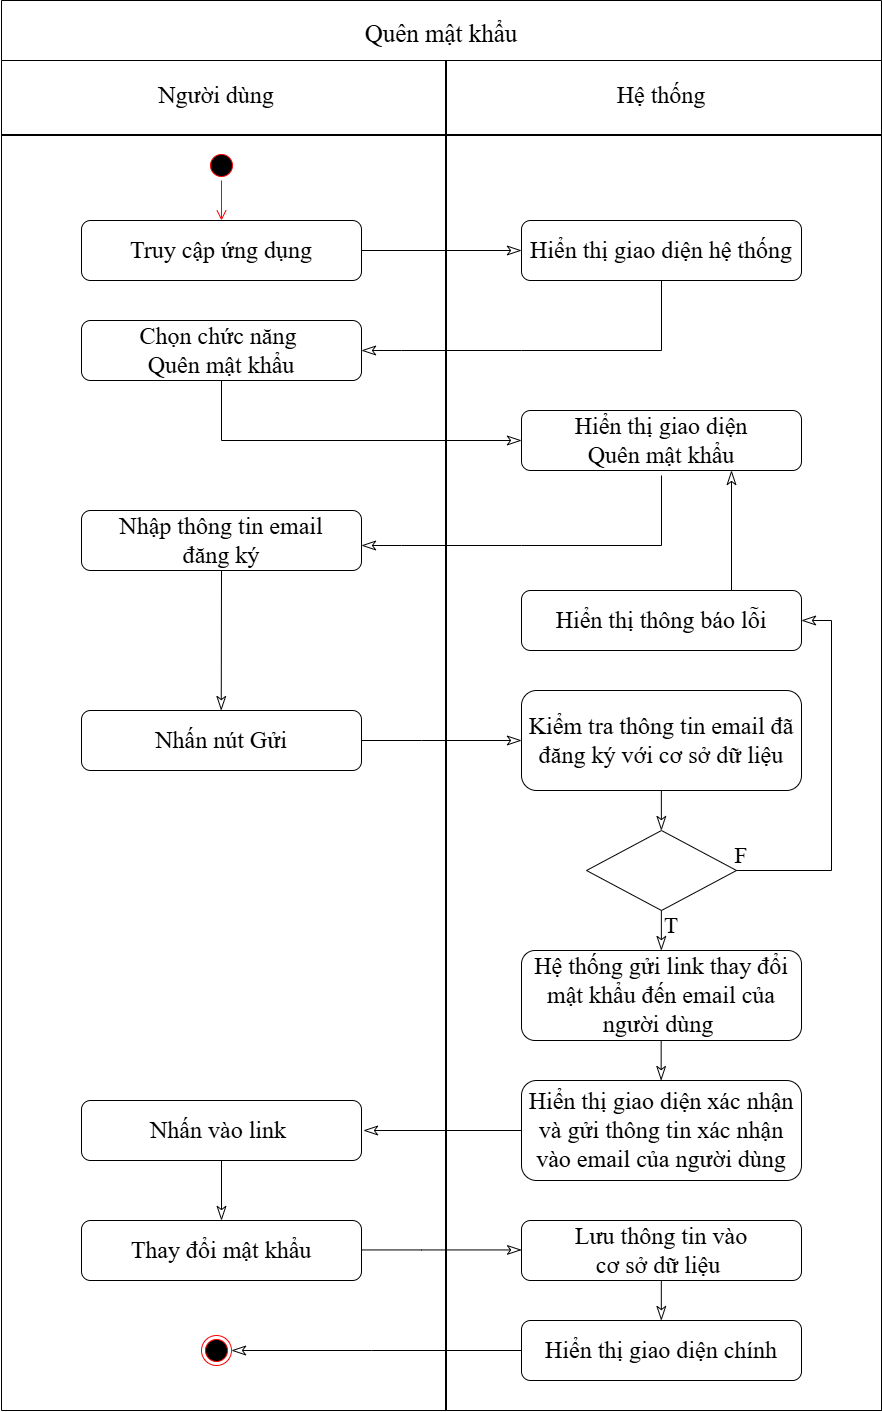 Quên mật khẩu
Người dùng
Hệ thống
Truy cập ứng dụng
Hiển thị giao diện hệ thống
Chọn chức năng
Quên mật khẩu
Hiển thị giao diện
Quên mật khẩu
Nhập thông tin email
đăng ký
Hiển thị thông báo lỗi
Nhấn nút Gửi
Kiểm tra thông tin email đã
đăng ký với cơ sở dữ liệu
F
T
Hệ thống gửi link thay đổi
mật khẩu đến email của
người dùng
Hiển thị giao diện xác nhận
và gửi thông tin xác nhận
vào email của người dùng
Nhấn vào link
Thay đổi mật khẩu
Lưu thông tin vào
cơ sở dữ liệu
Hiển thị giao diện chính